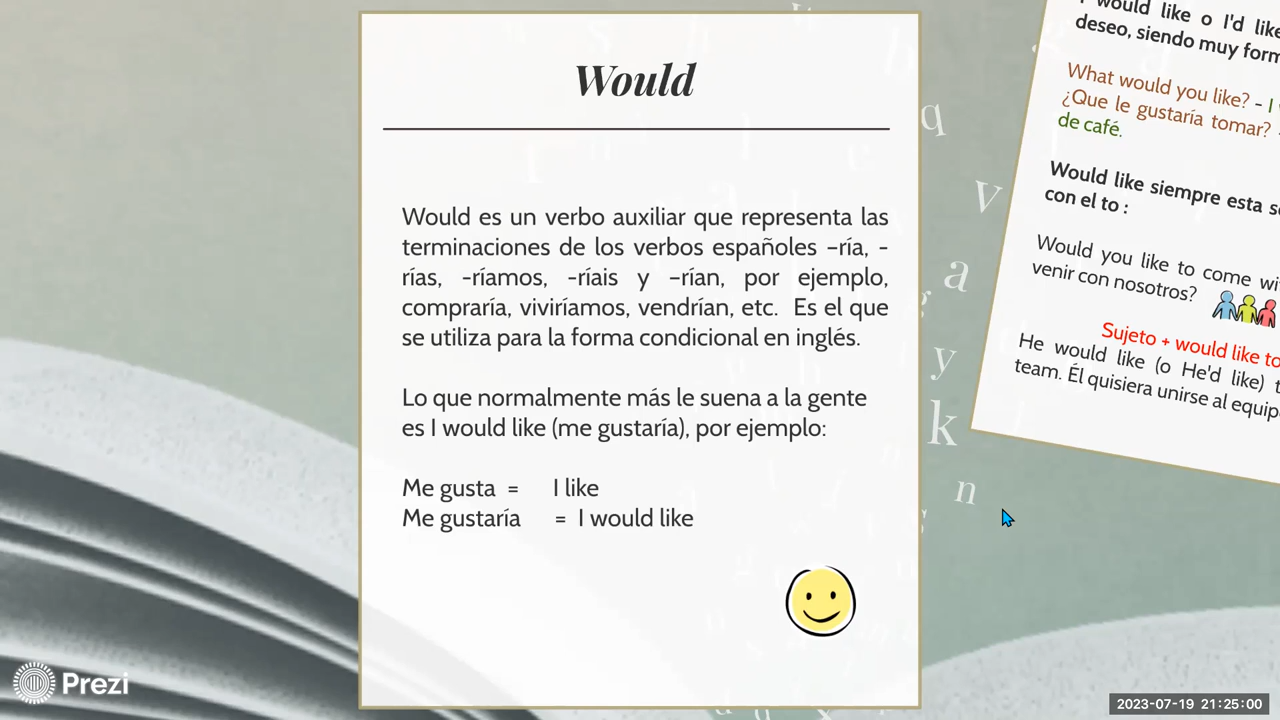 Would
Would es un verbo auxiliar que representa las
terminaciones de los verbos españoles –ría, -
rías, -ríamos, -ríais y –rían, por ejemplo,
compraría, viviríamos, vendrían, etc. Es el que
se utiliza para la forma condicional en inglés.
Lo que normalmente más le suena a la gente
es I would like (me gustaría), por ejemplo:
Me gusta = I like
Me gustaría = I would like
would like o I'd like
deseo, siendo muy form
What would you like? - I
¿Que le gustaría tomar?
de café.
Would like siempre esta
con el to :
Would you like to come
venir con nosotros?
Sujeto + would like to
He would like (o He'd like)
team. Él quisiera unirse al equip
q
v
a
y
k
n
Prezi
2023-07-19 21:25:00